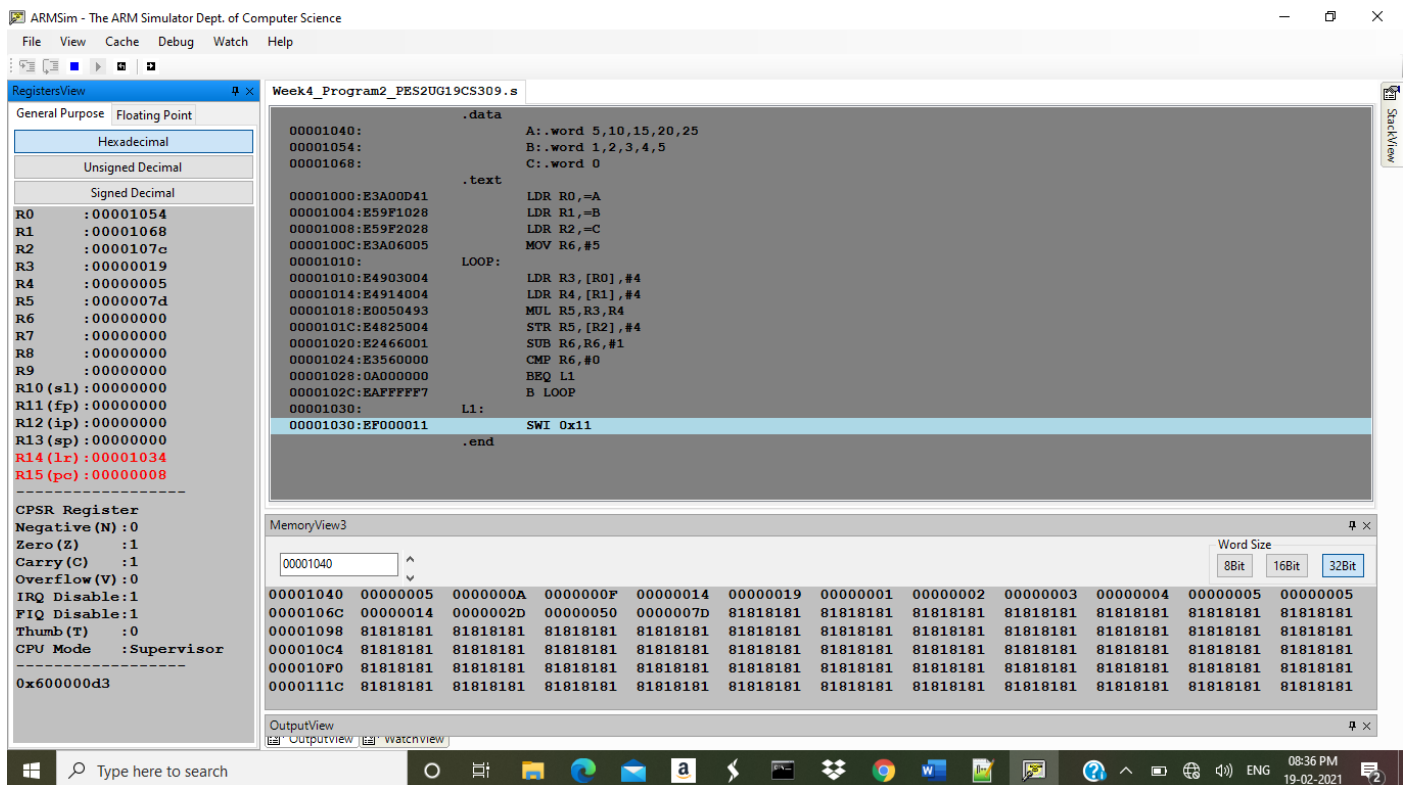 ARMSim - The ARM Simulator Dept. of Computer Science
File View Cache Debug Watch Help
RegistersView
General Purpose Floating Point
Hexadecimal
Unsigned Decimal
Signed Decimal
R0 :00001054
R1 :00001068
R2 :0000107c
R3 :00000019
R4 :00000005
R5 :0000007d
R6 :00000000
R7 :00000000
R8 :00000000
R9 :00000000
R10(sl):00000000
R11(fp):00000000
R12(ip):00000000
R13(sp):00000000
R14(lr):00001034
R15(pc):00000008
-------------------
CPSR Register
Negative(N):0
Zero(Z) :1
Carry(C) :1
Overflow(V):0
IRQ Disable:1
FIQ Disable:1
Thumb(T) :0
CPU Mode :Supervisor
-------------------
0x600000d3
Week4_Program2_PES2UG19CS309.s
.data
00001040: A:.word 5,10,15,20,25
00001054: B:.word 1,2,3,4,5
00001068: C:.word 0
.text
00001000:E3A00D41 LDR R0,=A
00001004:E59F1028 LDR R1,=B
00001008:E59F2028 LDR R2,=C
0000100C:E3A06005 MOV R6,#5
00001010: LOOP:
00001010:E4903004 LDR R3,[R0],#4
00001014:E4914004 LDR R4,[R1],#4
00001018:E0050493 MUL R5,R3,R4
0000101C:E4825004 STR R5,[R2],#4
00001020:E2466001 SUB R6,R6,#1
00001024:E3560000 CMP R6,#0
00001028:0A000000 BEQ L1
0000102C:EAFFFFF7 B LOOP
00001030: L1:
00001030:EF000011 SWI 0x11
.end
StackView
MemoryView3
00001040
Word Size
8Bit 16Bit 32Bit
00001040 00000005 0000000A 0000000F 00000014 00000019 00000001 00000002 00000003 00000004 00000005 00000005
0000106C 00000014 0000002D 00000050 0000007D 81818181 81818181 81818181 81818181 81818181 81818181 81818181
00001098 81818181 81818181 81818181 81818181 81818181 81818181 81818181 81818181 81818181 81818181 81818181
000010C4 81818181 81818181 81818181 81818181 81818181 81818181 81818181 81818181 81818181 81818181 81818181
000010F0 81818181 81818181 81818181 81818181 81818181 81818181 81818181 81818181 81818181 81818181 81818181
0000111C 81818181 81818181 81818181 81818181 81818181 81818181 81818181 81818181 81818181 81818181 81818181
OutputView
OutputView WatchView
Type here to search
ENG
08:36 PM
19-02-2021
2